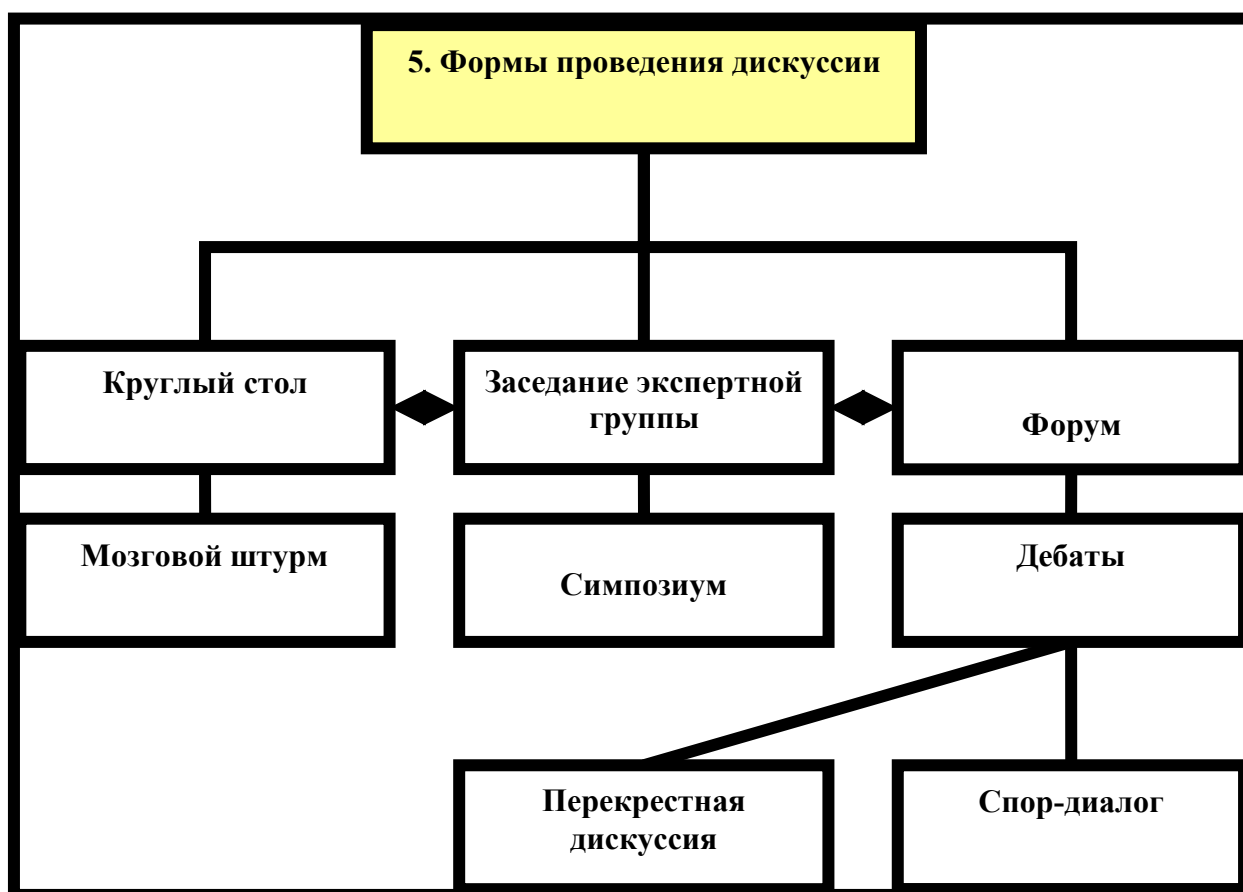 5. Формы проведения дискуссии
Круглый стол
Заседание экспертной
группы
Форум
Мозговой штурм
Симпозиум
Дебаты
Перекрестная
дискуссия
Спор-диалог